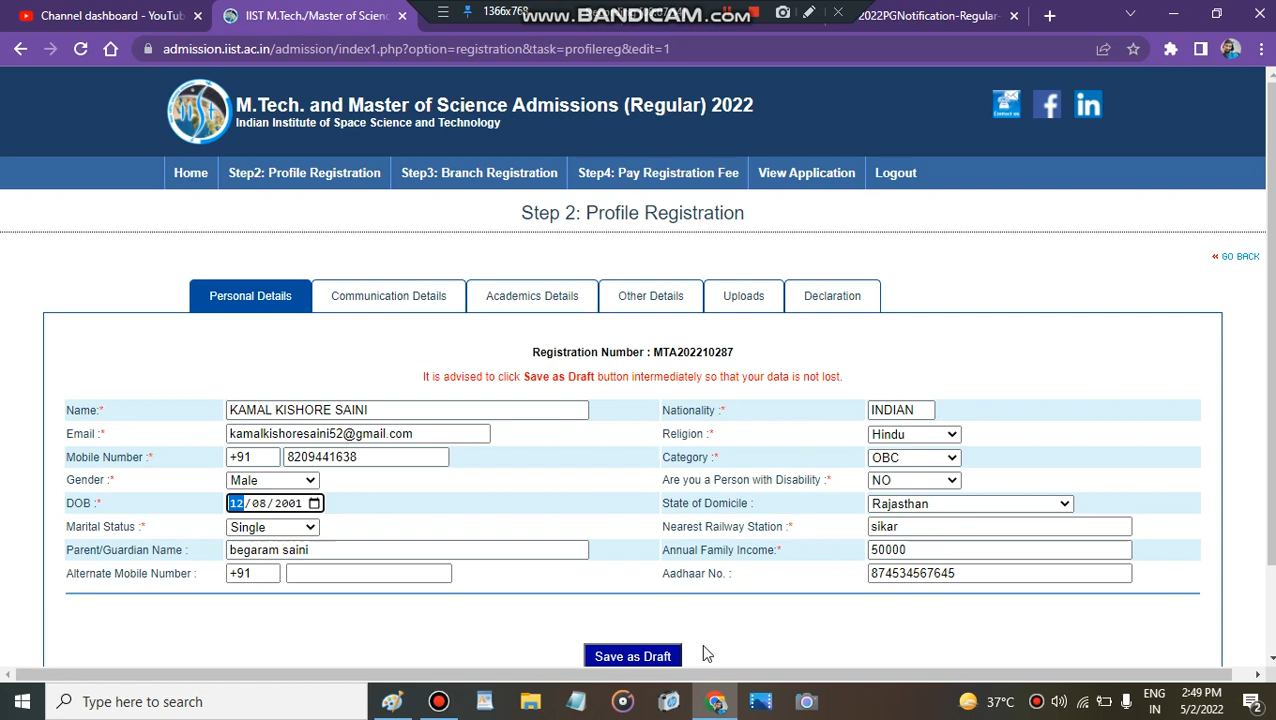 Channel dashboard - YouTub
IIST M.Tech./Master of Scienc
1366x768
www.BANDICAM.com
2022PGNotification-Regular-
admission.iist.ac.in/admission/index1.php?option=registration&task=profilereg&edit=1
M.Tech. and Master of Science Admissions (Regular) 2022
Indian Institute of Space Science and Technology
Contact us
Home
Step2: Profile Registration
Step3: Branch Registration
Step4: Pay Registration Fee
View Application
Logout
Step 2: Profile Registration
« GO BACK
Personal Details
Communication Details
Academics Details
Other Details
Uploads
Declaration
Registration Number : MTA202210287
It is advised to click Save as Draft button intermediately so that your data is not lost.
Name:* KAMAL KISHORE SAINI
Nationality :* INDIAN
Email :* kamalkishoresaini52@gmail.com
Religion :* Hindu
Mobile Number :* +91 8209441638
Category :* OBC
Gender :* Male
Are you a Person with Disability :* NO
DOB :* 12/08/2001
State of Domicile : Rajasthan
Marital Status :* Single
Nearest Railway Station :* sikar
Parent/Guardian Name : begaram saini
Annual Family Income:* 50000
Alternate Mobile Number : +91
Aadhaar No. : 874534567645
Save as Draft
Type here to search
37°C
ENG
IN
2:49 PM
5/2/2022
2